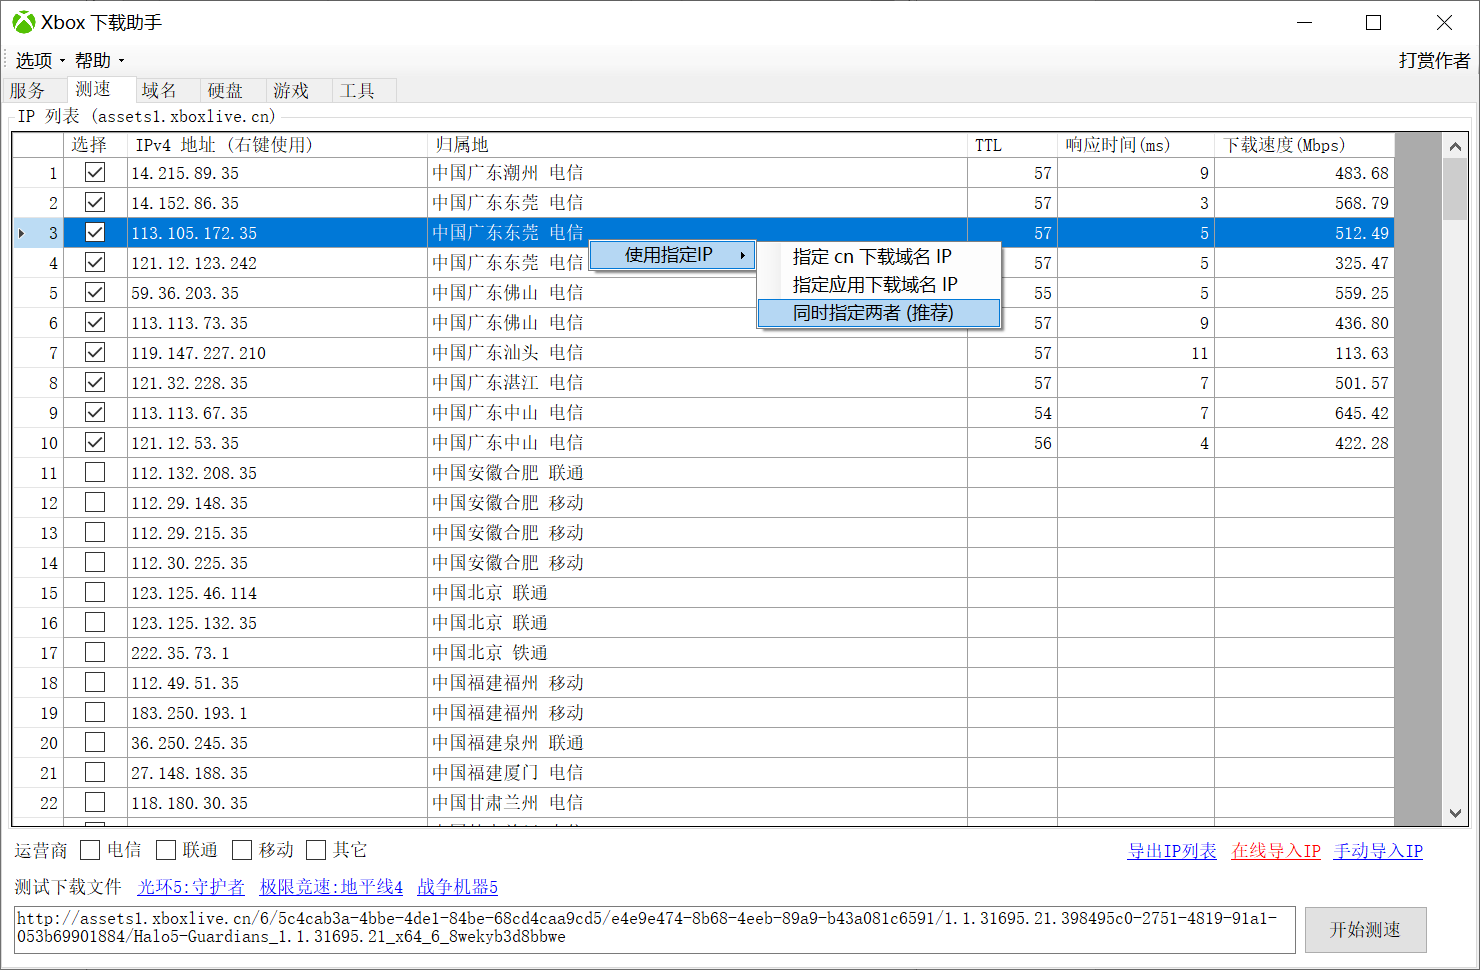 Xbox 下载助手
选项 帮助 打赏作者
服务 测速 域名 硬盘 游戏 工具
IP 列表 (assets1.xboxlive.cn)
选择 IPv4 地址 (右键使用) 归属地 TTL 响应时间(ms) 下载速度(Mbps)
1 14.215.89.35 中国广东潮州 电信 57 9 483.68
2 14.152.86.35 中国广东东莞 电信 57 3 568.79
3 113.105.172.35 中国广东东莞 电信 57 5 512.49
4 121.12.123.242 中国广东东莞 电信 57 5 325.47
5 59.36.203.35 中国广东佛山 电信 55 5 559.25
6 113.113.73.35 中国广东佛山 电信 57 9 436.80
7 119.147.227.210 中国广东汕头 电信 57 11 113.63
8 121.32.228.35 中国广东湛江 电信 57 7 501.57
9 113.113.67.35 中国广东中山 电信 54 7 645.42
10 121.12.53.35 中国广东中山 电信 56 4 422.28
11 112.132.208.35 中国安徽合肥 联通
12 112.29.148.35 中国安徽合肥 移动
13 112.29.215.35 中国安徽合肥 移动
14 112.30.225.35 中国安徽合肥 移动
15 123.125.46.114 中国北京 联通
16 123.125.132.35 中国北京 联通
17 222.35.73.1 中国北京 铁通
18 112.49.51.35 中国福建福州 移动
19 183.250.193.1 中国福建福州 移动
20 36.250.245.35 中国福建泉州 联通
21 27.148.188.35 中国福建厦门 电信
22 118.180.30.35 中国甘肃兰州 电信
使用指定IP
指定 cn 下载域名 IP
指定应用下载域名 IP
同时指定两者 (推荐)
运营商 电信 联通 移动 其它 导出IP列表 在线导入IP 手动导入IP
测试下载文件 光环5:守护者 极限竞速:地平线4 战争机器5
http://assets1.xboxlive.cn/6/5c4cab3a-4bbe-4de1-84be-68cd4caa9cd5/e4e9e474-8b68-4eeb-89a9-b43a081c6591/1.1.31695.21.398495c0-2751-4819-91a1-
053b69901884/Halo5-Guardians_1.1.31695.21_x64_6_8wekyb3d8bbwe
开始测速